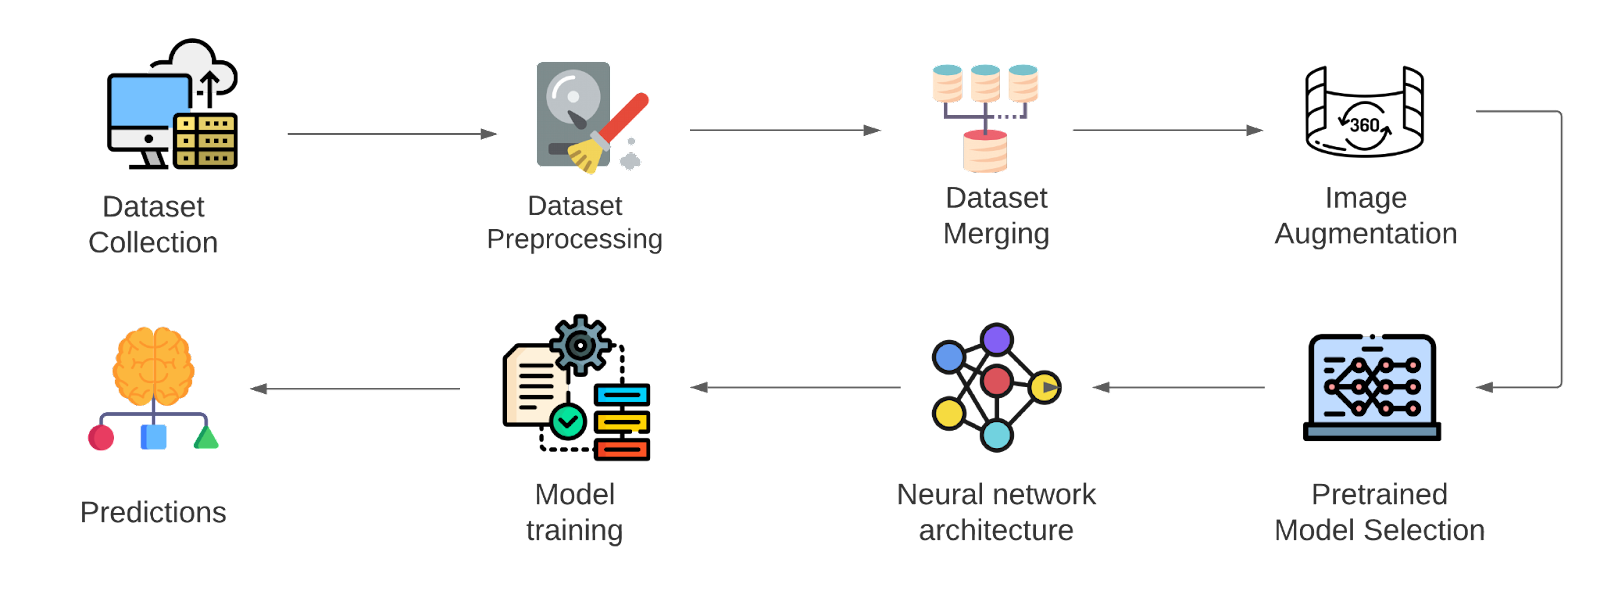 360
Dataset
Collection
Dataset
Preprocessing
Dataset
Merging
Image
Augmentation
Pretrained
Model Selection
Neural network
architecture
Model
training
Predictions